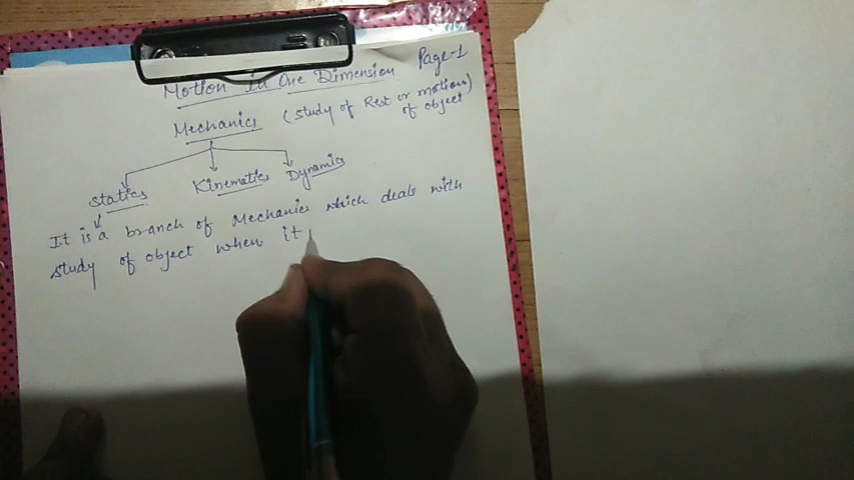 Page-1
Motion in One Dimension
Mechanics (study of Rest or motion
of object)
statics Kinematics Dynamics
It is a branch of Mechanics which deals with
study of object when it